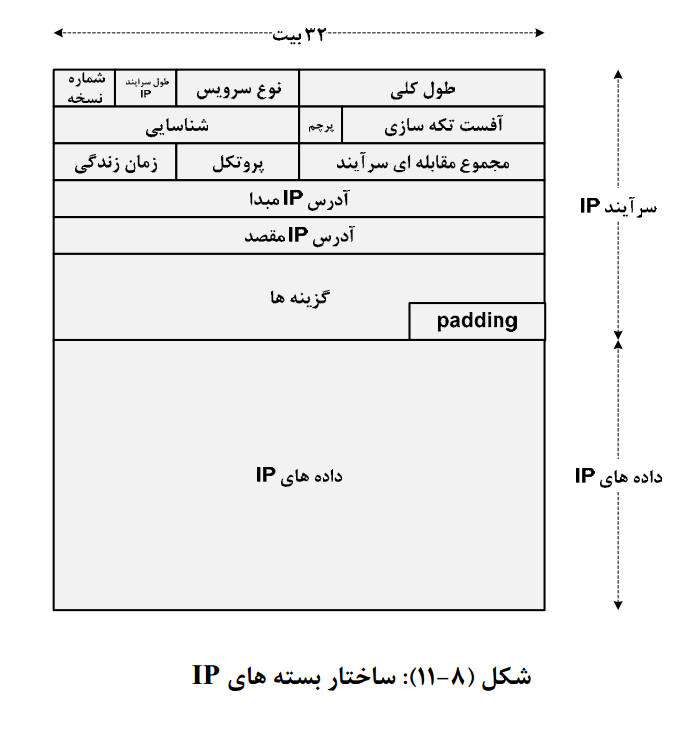 ۳۲ بیت
شماره
نسخه
طول سرایند
IP
نوع سرویس
طول کلی
شناسایی
پرچم
آفست تکه سازی
زمان زندگی
پروتکل
مجموع مقابله ای سرآیند
آدرس IP مبدا
آدرس IP مقصد
گزینه ها
padding
سرآیند IP
داده های IP
داده های IP
شکل (۸-۱۱): ساختار بسته های IP